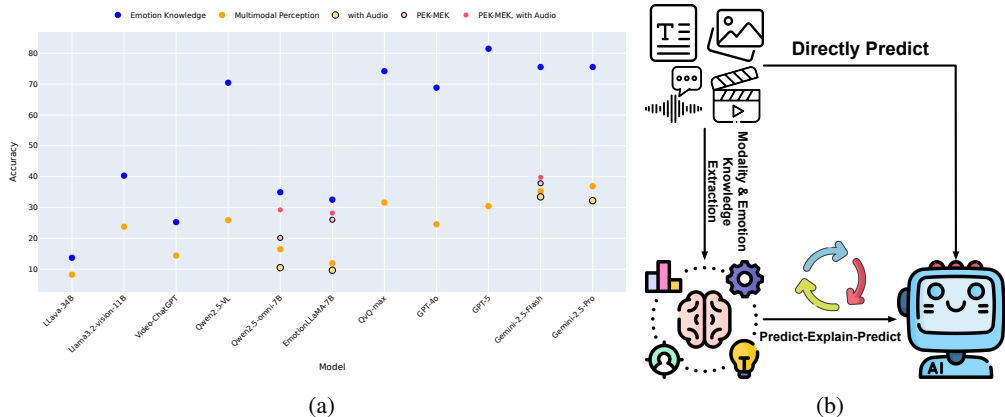 Emotion Knowledge Multimodal Perception with Audio PEK-MEK PEK-MEK, with Audio
80
70
60
50
40
30
20
10
Accuracy
LLava-34B
Llama3.2-vision-11B
Video-ChatGPT
Qwen2.5-VL
Qwen2.5-omni-7B
EmotionLLaMA-7B
QvQ-max
GPT-4o
GPT-5
Gemini-2.5-Flash
Gemini-2.5-Pro
Model
(a)
T
Directly Predict
Modality & Emotion
Knowledge
Extraction
Predict-Explain-Predict
AI
(b)